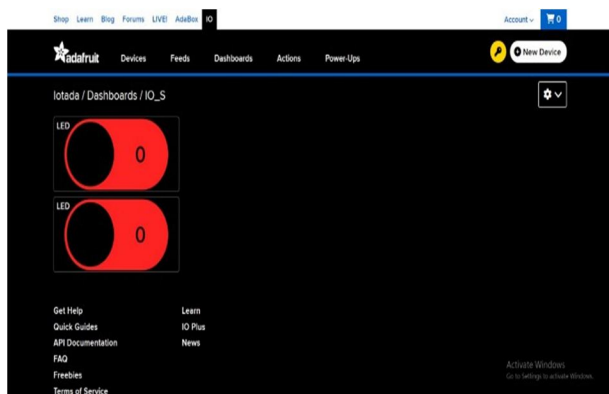 Shop Learn Blog Forums LIVE! AdaBox IO Account 0
adafruit Devices Feeds Dashboards Actions Power-Ups New Device
Iotada / Dashboards / IO_S
LED
0
LED
0
Get Help Learn
Quick Guides IO Plus
API Documentation News
FAQ
Freebies
Terms of Service
Activate Windows
Go to Settings to activate Windows.